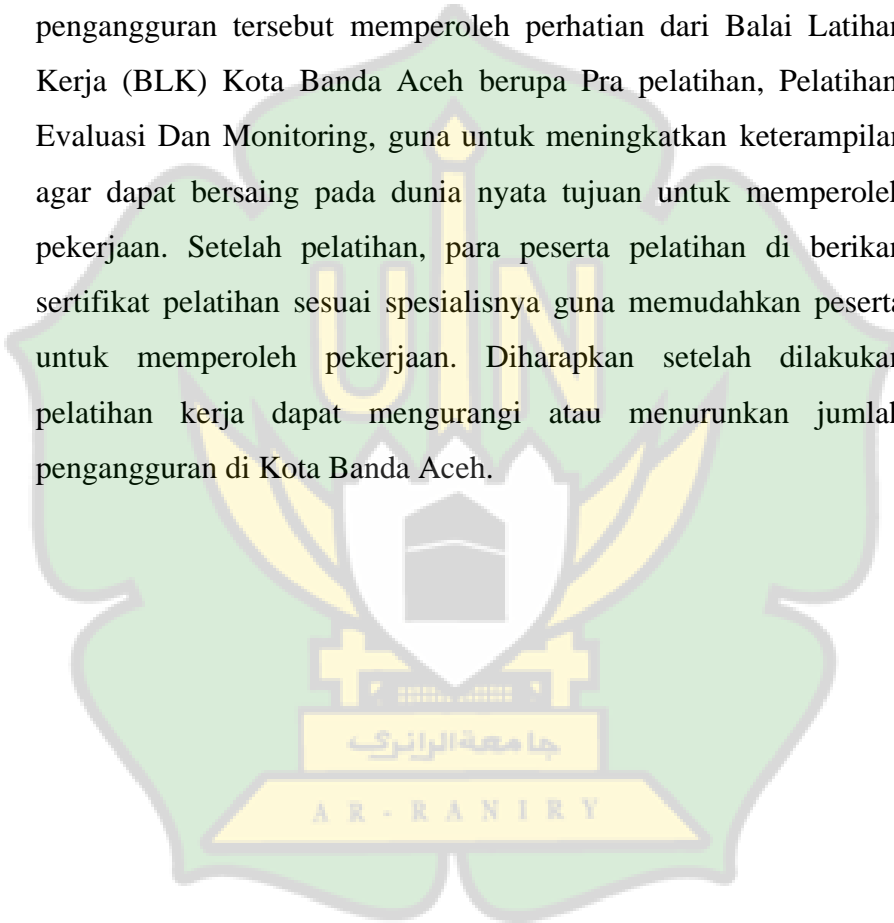 pengangguran tersebut memperoleh perhatian dari Balai Latihan
Kerja (BLK) Kota Banda Aceh berupa Pra pelatihan, Pelatihan
Evaluasi Dan Monitoring, guna untuk meningkatkan keterampilan
agar dapat bersaing pada dunia nyata tujuan untuk memperoleh
pekerjaan. Setelah pelatihan, para peserta pelatihan di berikan
sertifikat pelatihan sesuai spesialisnya guna memudahkan peserta
untuk memperoleh pekerjaan. Diharapkan setelah dilakukan
pelatihan kerja dapat mengurangi atau menurunkan jumlah
pengangguran di Kota Banda Aceh.
UIN
جامعة الرانري
AR-RANIRY